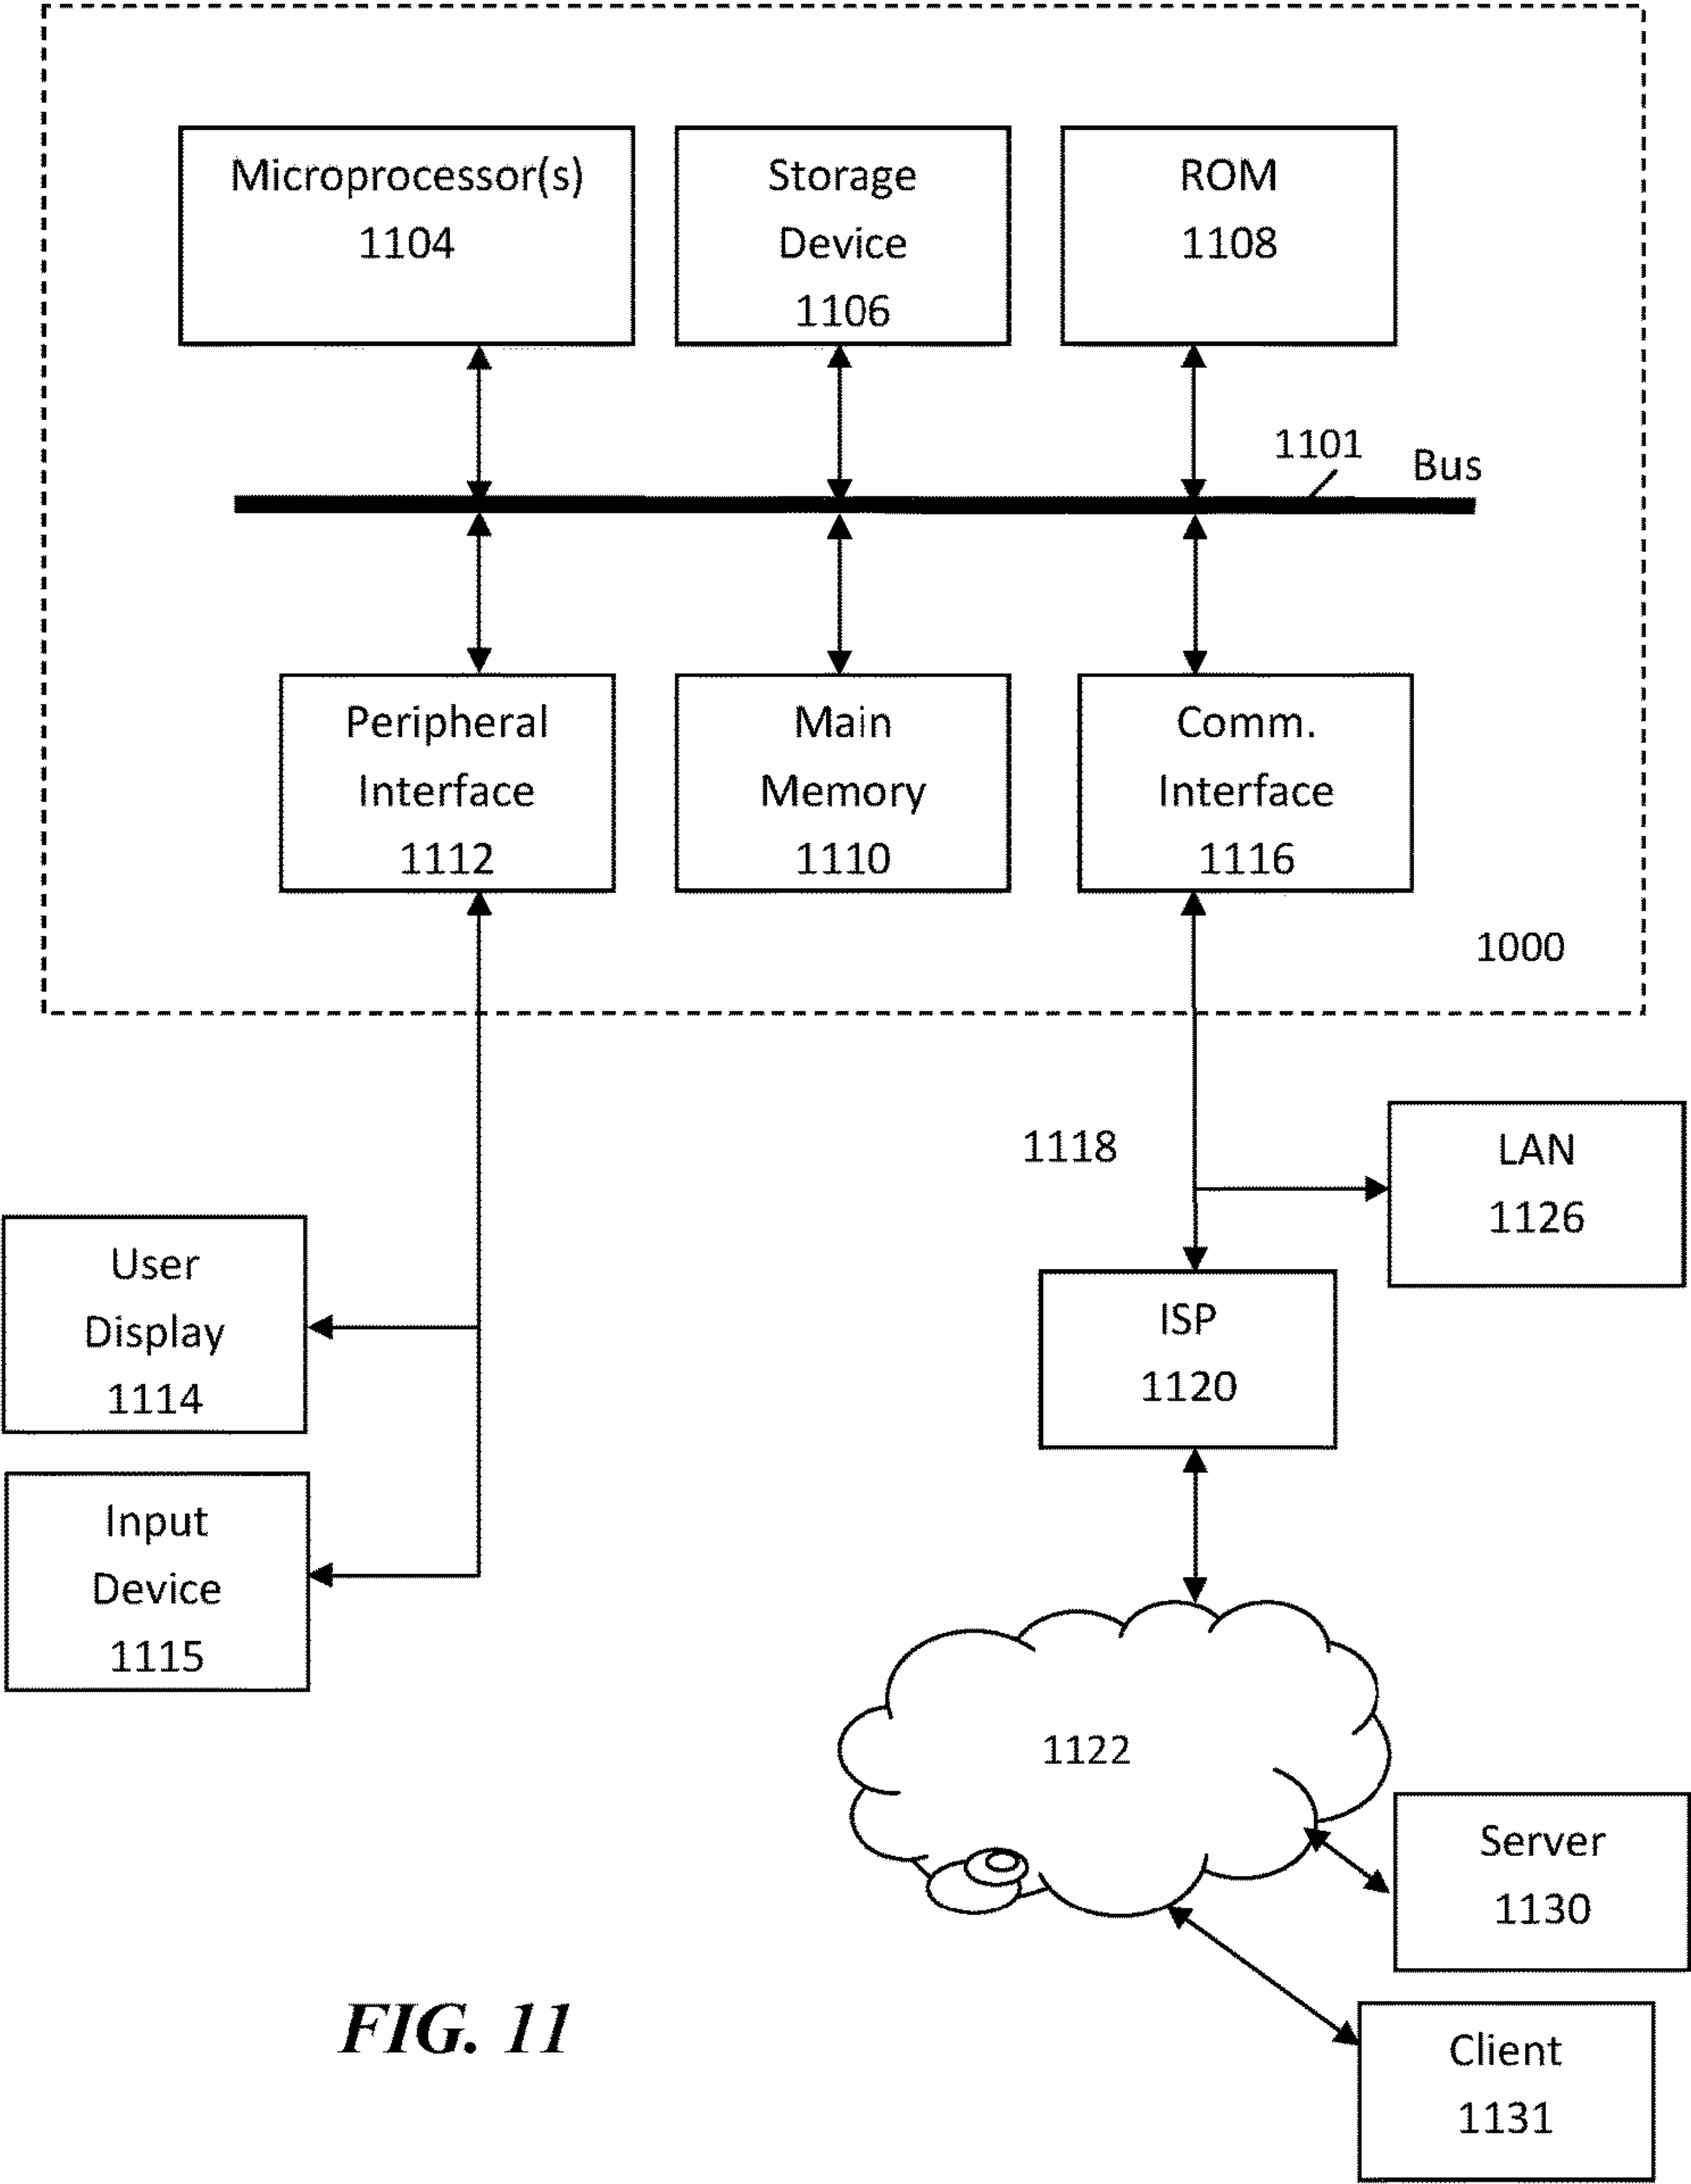 Microprocessor(s)
1104
Storage
Device
1106
ROM
1108
1101
Bus
Peripheral
Interface
1112
Main
Memory
1110
Comm.
Interface
1116
1000
1118
LAN
1126
User
Display
1114
ISP
1120
Input
Device
1115
1122
Server
1130
Client
1131
FIG. 11